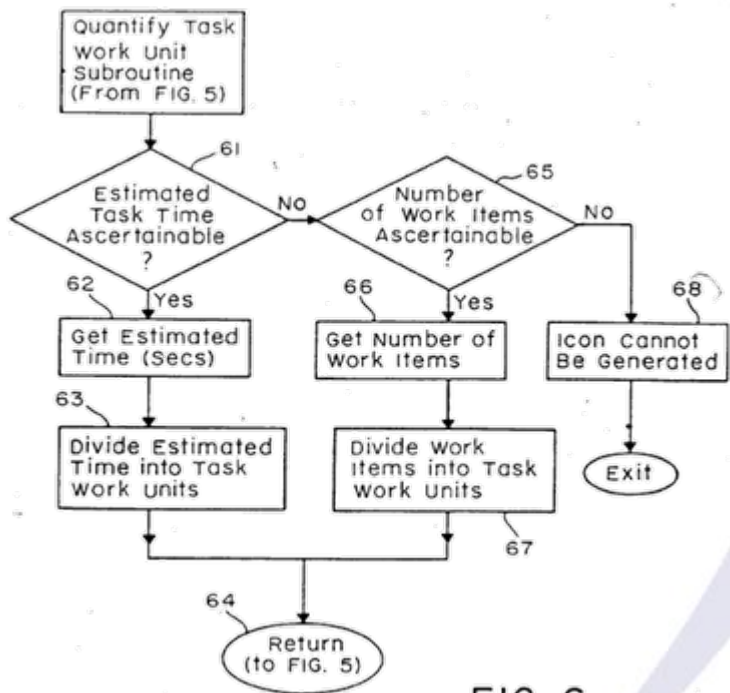 Quantify Task
Work Unit
Subroutine
(From FIG. 5)
61
Estimated
Task Time
Ascertainable
?
No
65
Number
of Work Items
Ascertainable
?
No
62
Yes
Get Estimated
Time (Secs)
66
Yes
Get Number of
Work Items
68
Icon Cannot
Be Generated
63
Divide Estimated
Time into Task
Work Units
Divide Work
Items into Task
Work Units
67
Exit
64
Return
(to FIG. 5)